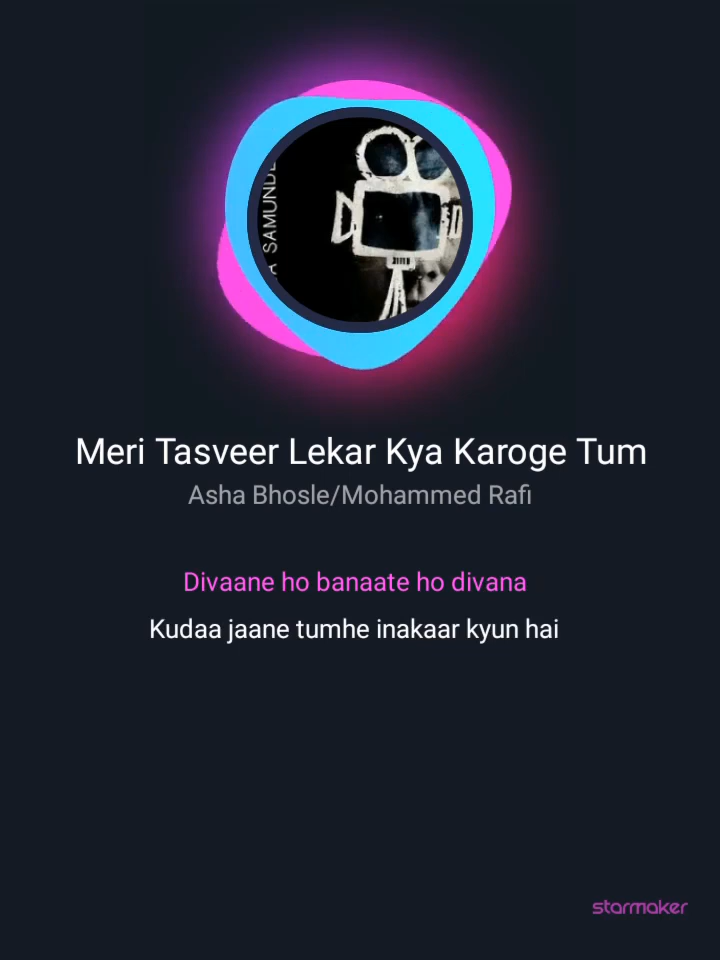 A SAMUNDE
Meri Tasveer Lekar Kya Karoge Tum
Asha Bhosle/Mohammed Rafi
Divaane ho banaate ho divana
Kudaa jaane tumhe inakaar kyun hai
starmaker